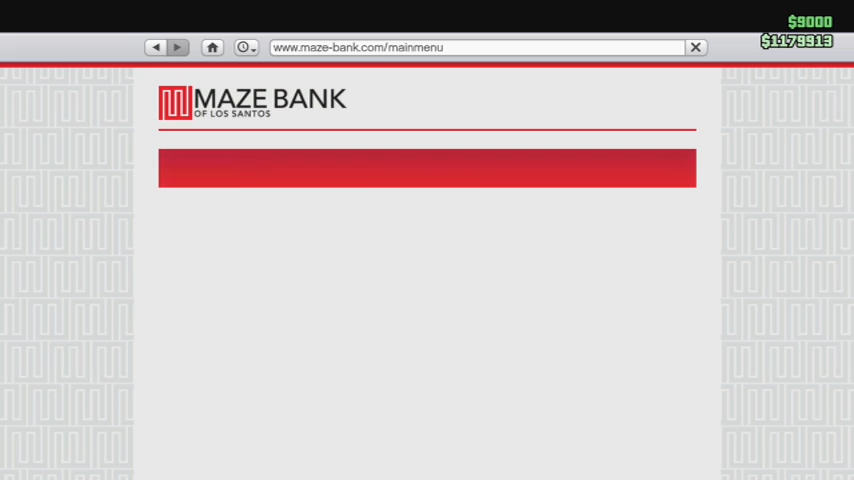 $9000
$1179913
www.maze-bank.com/mainmenu
MAZE BANK
OF LOS SANTOS